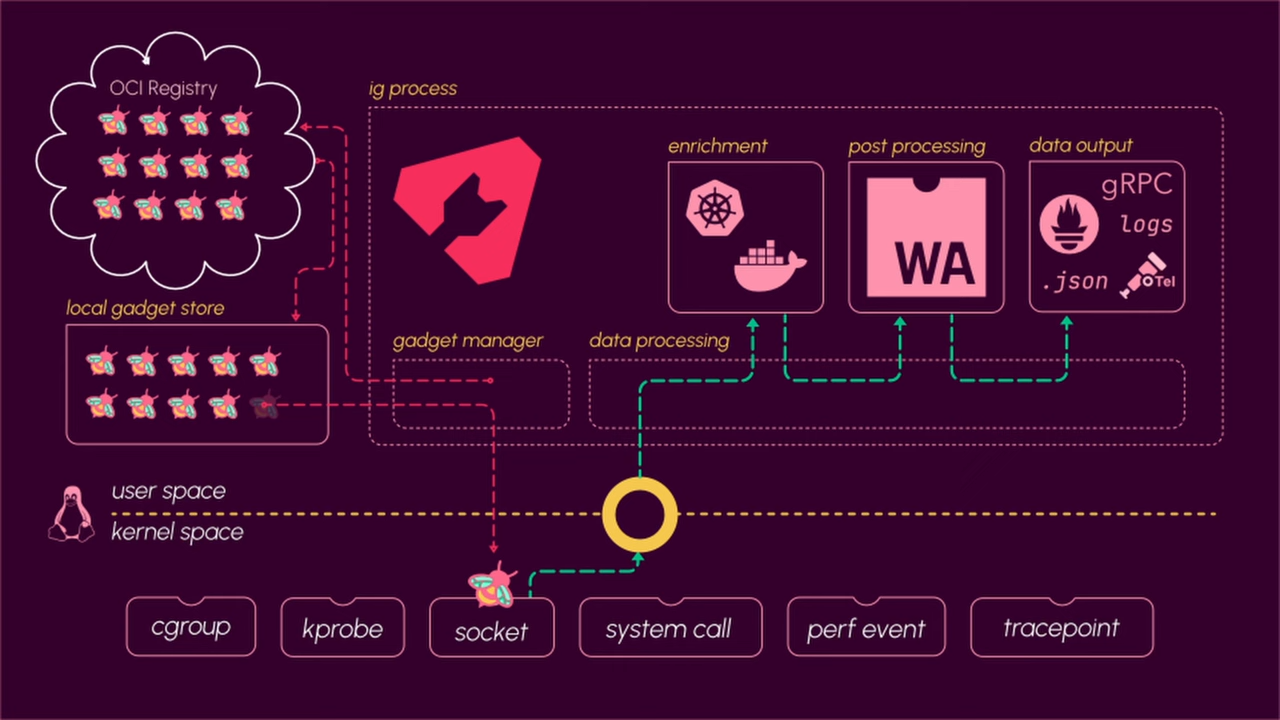 OCI Registry
ig process
enrichment
post processing
data output
gRPC
logs
WA
.json
OTel
local gadget store
gadget manager
data processing
user space
kernel space
cgroup
kprobe
socket
system call
perf event
tracepoint